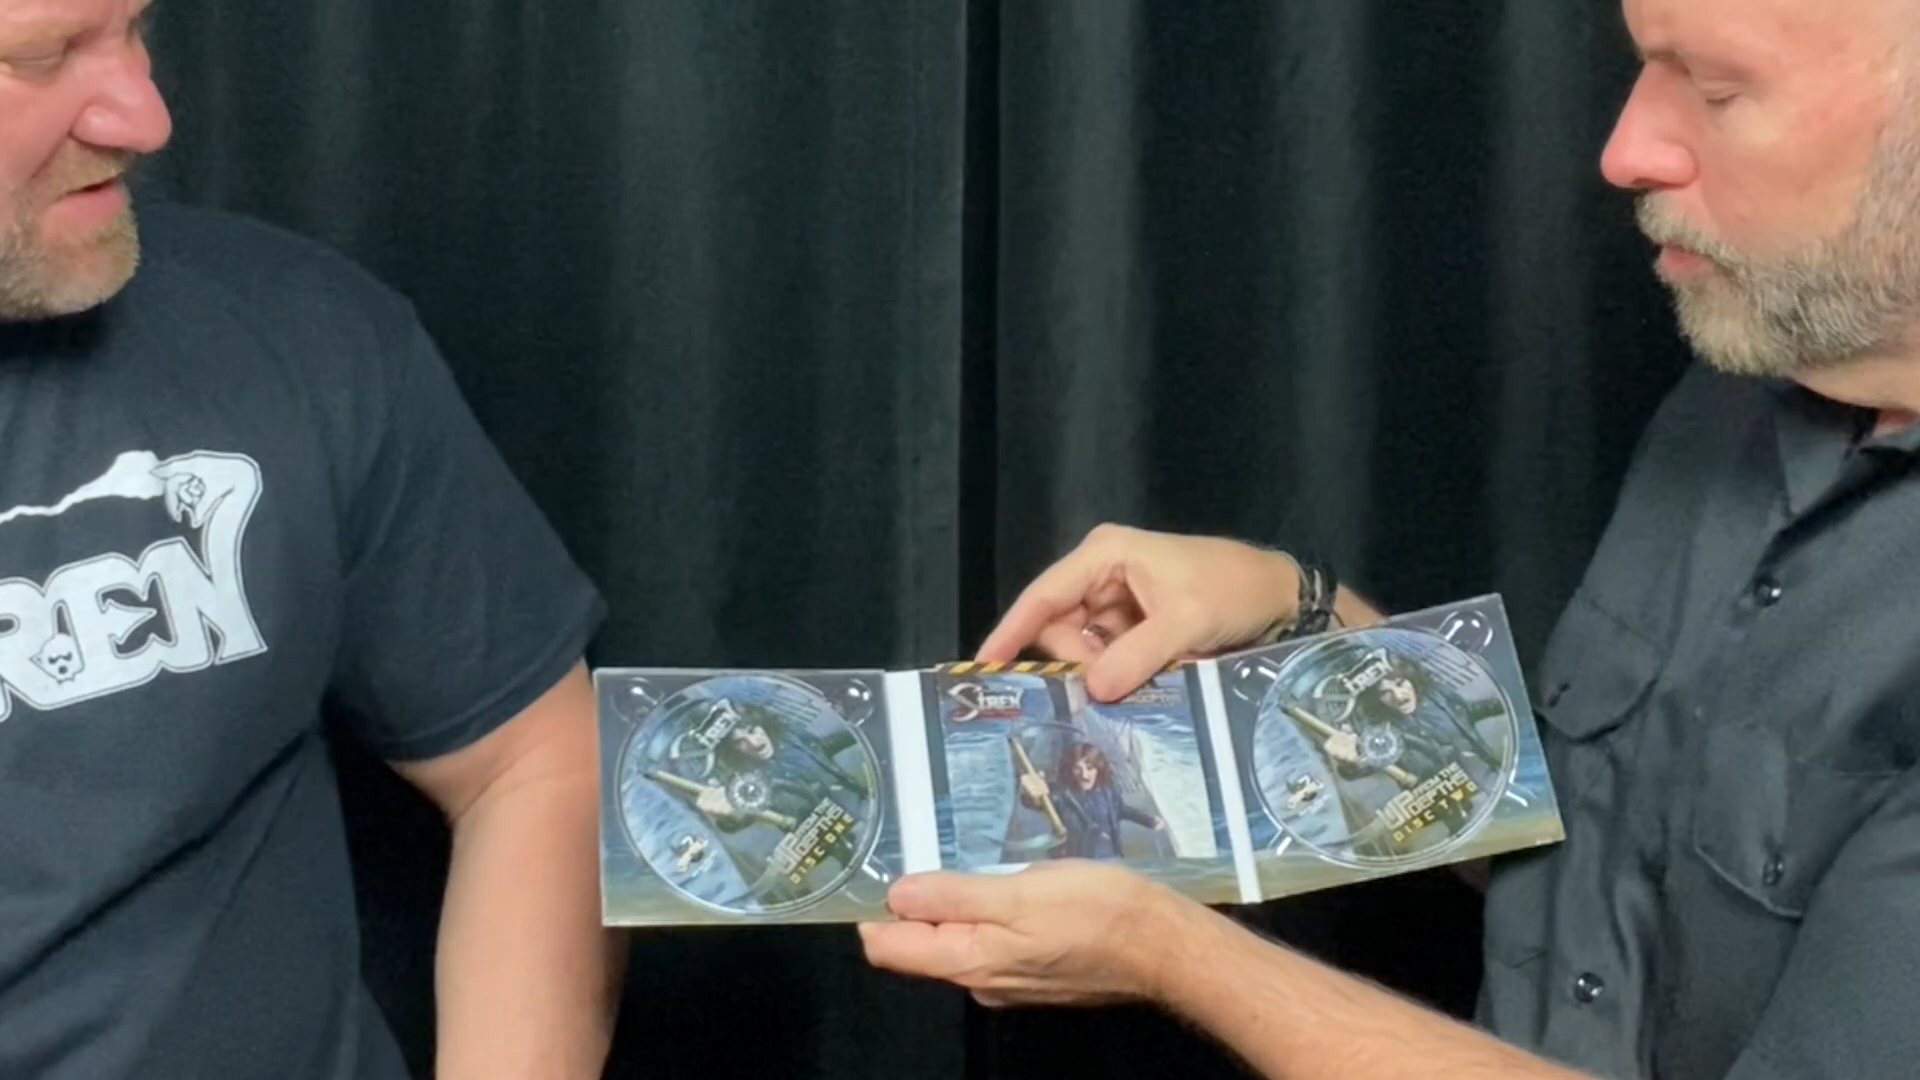 REN
SIREN
UP FROM THE
DEPTHS
DISC ONE
SIREN
SIREN
UP FROM THE
DEPTHS
DISC TWO